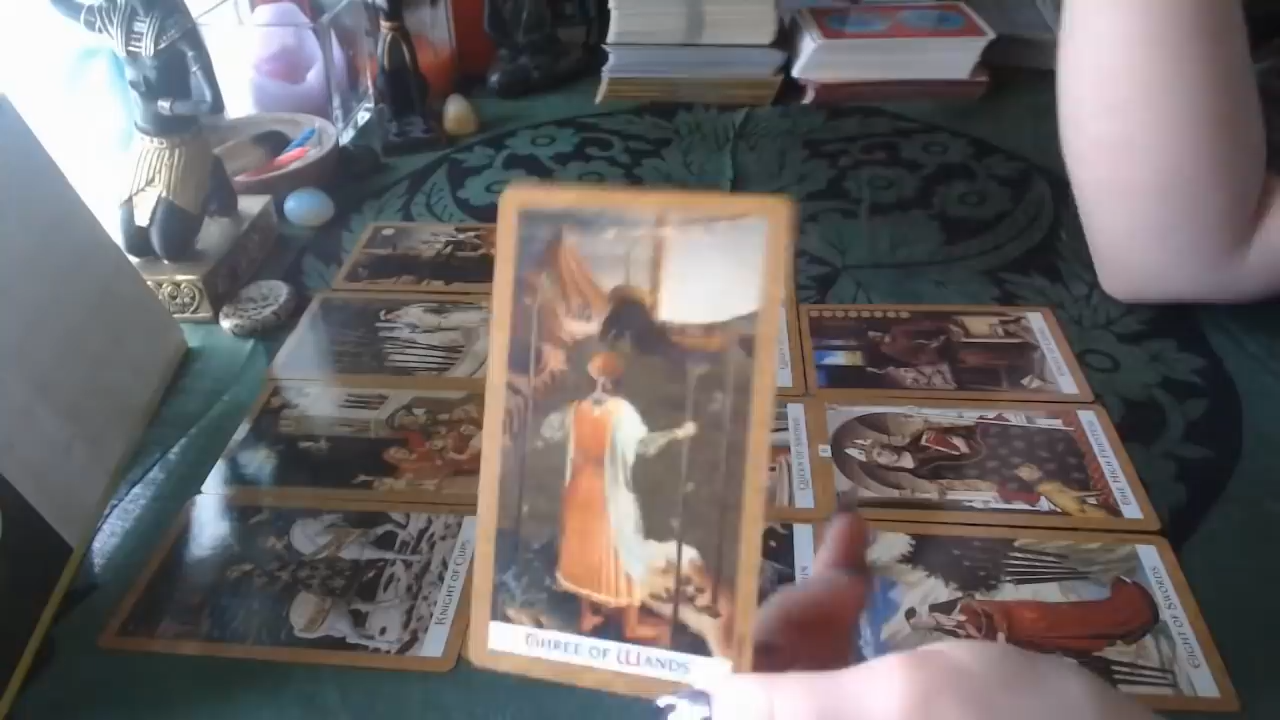 THREE OF WANDS
KNIGHT OF CUPS
QUEEN OF SWORDS
THE HIGH PRIESTESS
EIGHT OF SWORDS